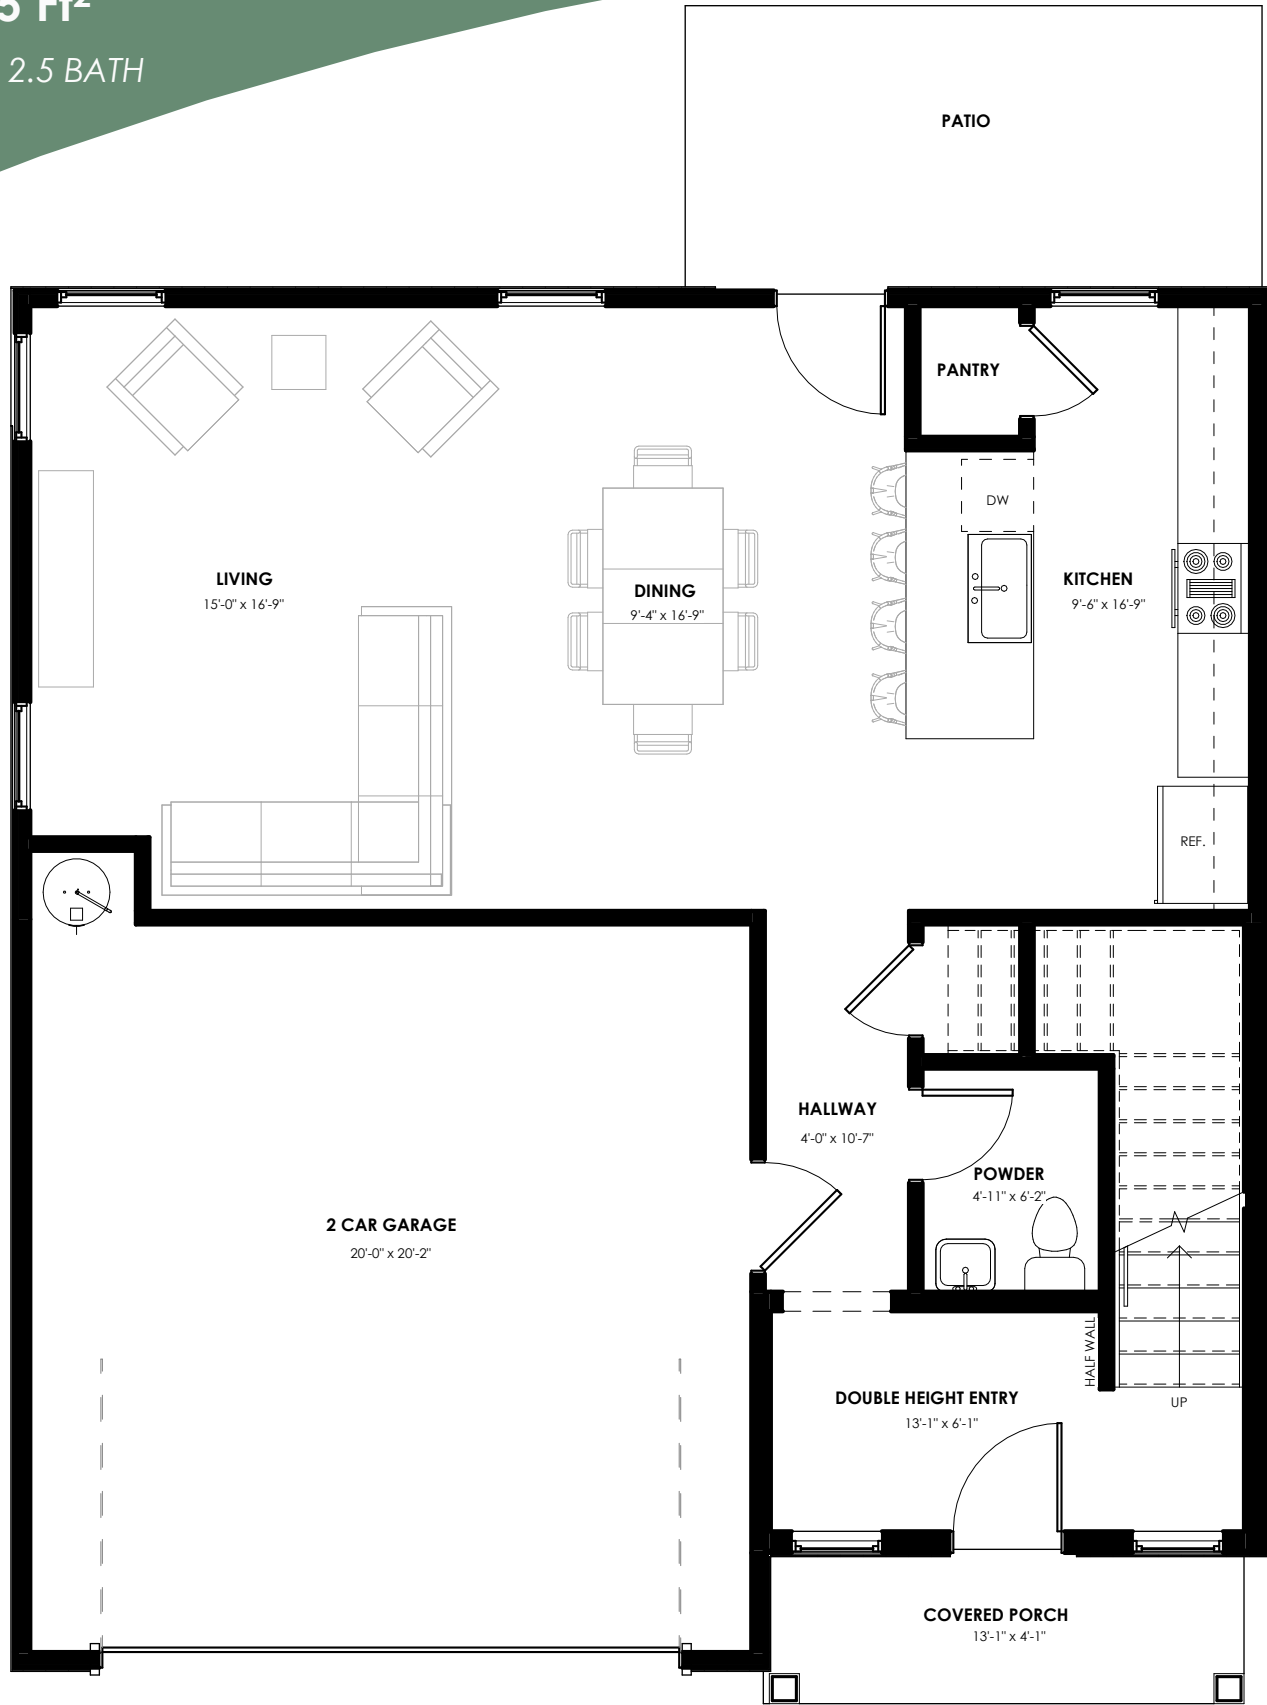 5 Ft²
2.5 BATH
PATIO
PANTRY
DW
LIVING
15'-0" x 16'-9"
DINING
9'-4" x 16'-9"
KITCHEN
9'-6" x 16'-9"
REF.
HALLWAY
4'-0" x 10'-7"
POWDER
4'-11" x 6'-2"
2 CAR GARAGE
20'-0" x 20'-2"
HALF WALL
DOUBLE HEIGHT ENTRY
13'-1" x 6'-1"
UP
COVERED PORCH
13'-1" x 4'-1"